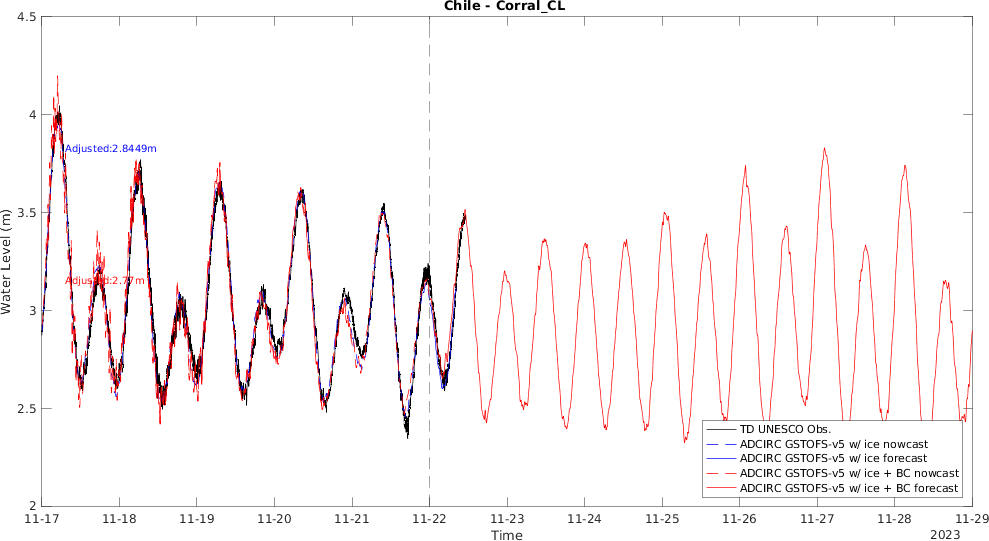 Chile - Corral_CL
4.5
4
3.5
3
2.5
2
Water Level (m)
Adjusted:2.8449m
Adjusted:2.77m
TD UNESCO Obs.
ADCIRC GSTOFS-v5 w/ ice nowcast
ADCIRC GSTOFS-v5 w/ ice forecast
ADCIRC GSTOFS-v5 w/ ice + BC nowcast
ADCIRC GSTOFS-v5 w/ ice + BC forecast
11-17 11-18 11-19 11-20 11-21 11-22 11-23 11-24 11-25 11-26 11-27 11-28 11-29
Time
2023